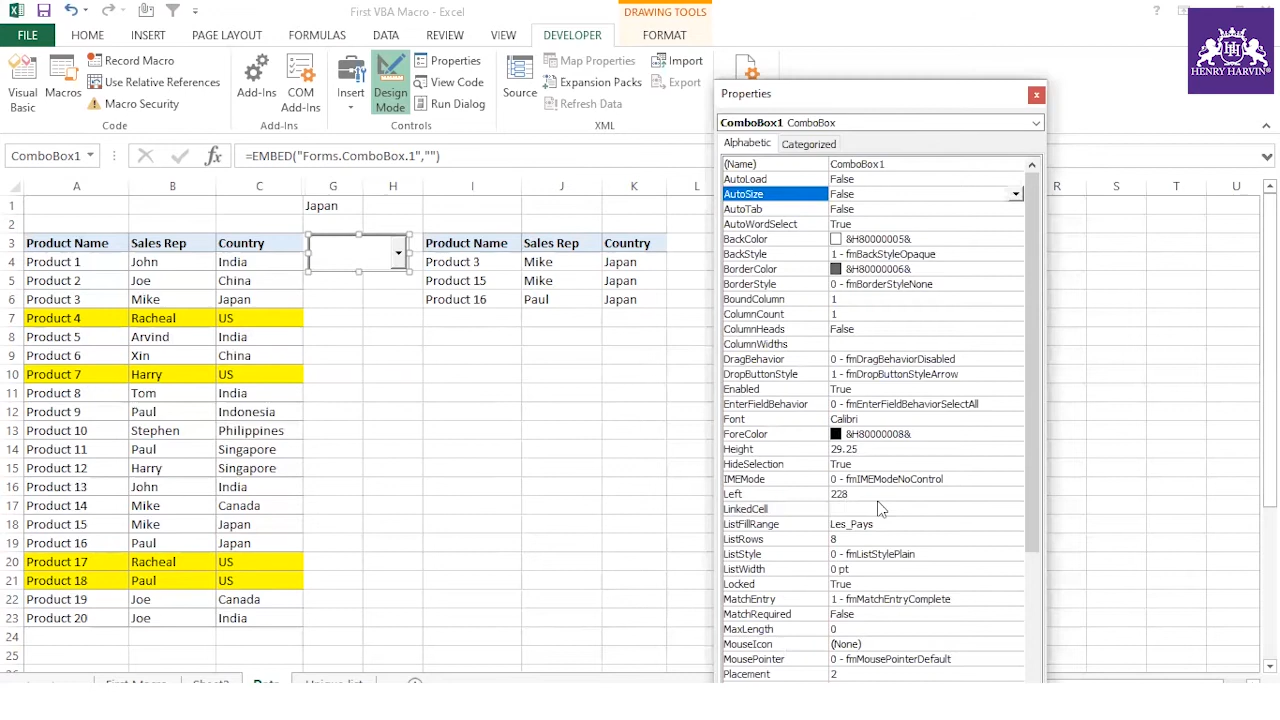 First VBA Macro - Excel
DRAWING TOOLS
FILE HOME INSERT PAGE LAYOUT FORMULAS DATA REVIEW VIEW DEVELOPER FORMAT
HENRY HARVIN®
Visual Basic
Macros
Record Macro
Use Relative References
Macro Security
Code
Add-Ins
COM Add-Ins
Add-Ins
Insert
Design Mode
Properties
View Code
Run Dialog
Controls
Source
Map Properties
Expansion Packs
Refresh Data
Import
Export
XML
ComboBox1
=EMBED("Forms.ComboBox.1","")
A B C G H I J K L R S T U
1 Japan
2
3 Product Name Sales Rep Country Product Name Sales Rep Country
4 Product 1 John India Product 3 Mike Japan
5 Product 2 Joe China Product 15 Mike Japan
6 Product 3 Mike Japan Product 16 Paul Japan
7 Product 4 Racheal US
8 Product 5 Arvind India
9 Product 6 Xin China
10 Product 7 Harry US
11 Product 8 Tom India
12 Product 9 Paul Indonesia
13 Product 10 Stephen Philippines
14 Product 11 Paul Singapore
15 Product 12 Harry Singapore
16 Product 13 John India
17 Product 14 Mike Canada
18 Product 15 Mike Japan
19 Product 16 Paul Japan
20 Product 17 Racheal US
21 Product 18 Paul US
22 Product 19 Joe Canada
23 Product 20 Joe India
24
25
Properties
ComboBox1 ComboBox
Alphabetic Categorized
(Name) ComboBox1
AutoLoad False
AutoSize False
AutoTab False
AutoWordSelect True
BackColor &H80000005&
BackStyle 1 - fmBackStyleOpaque
BorderColor &H80000006&
BorderStyle 0 - fmBorderStyleNone
BoundColumn 1
ColumnCount 1
ColumnHeads False
ColumnWidths
DragBehavior 0 - fmDragBehaviorDisabled
DropButtonStyle 1 - fmDropButtonStyleArrow
Enabled True
EnterFieldBehavior 0 - fmEnterFieldBehaviorSelectAll
Font Calibri
ForeColor &H80000008&
Height 29.25
HideSelection True
IMEMode 0 - fmIMEModeNoControl
Left 228
LinkedCell
ListFillRange Les_Pays
ListRows 8
ListStyle 0 - fmListStylePlain
ListWidth 0 pt
Locked True
MatchEntry 1 - fmMatchEntryComplete
MatchRequired False
MaxLength 0
MouseIcon (None)
MousePointer 0 - fmMousePointerDefault
Placement 2